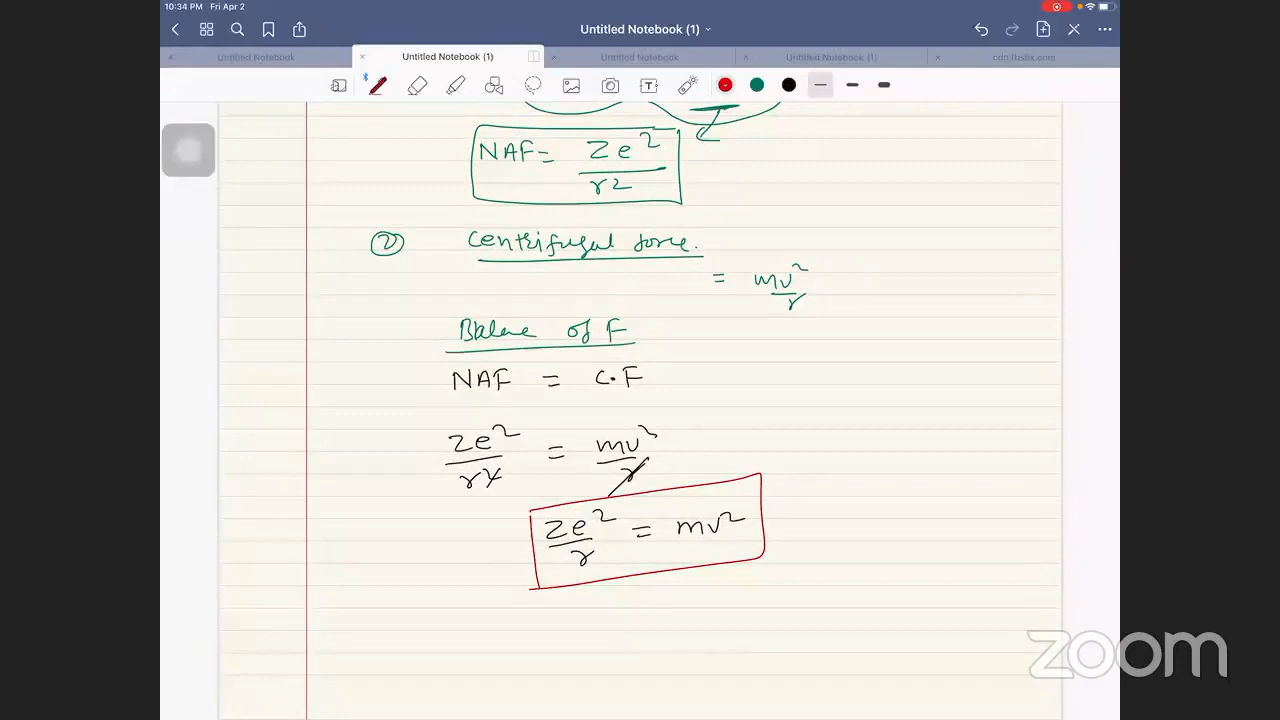 10:34 PM Fri Apr 2
Untitled Notebook (1)
Untitled Notebook Untitled Notebook (1) Untitled Notebook Untitled Notebook (1)
NAF = Ze²/r2
② Centrifugal force.
= mv²/r
Balance of F
NAF = C.F
Ze²/r2 = mv²/r
Ze²/r = mv²
zoom